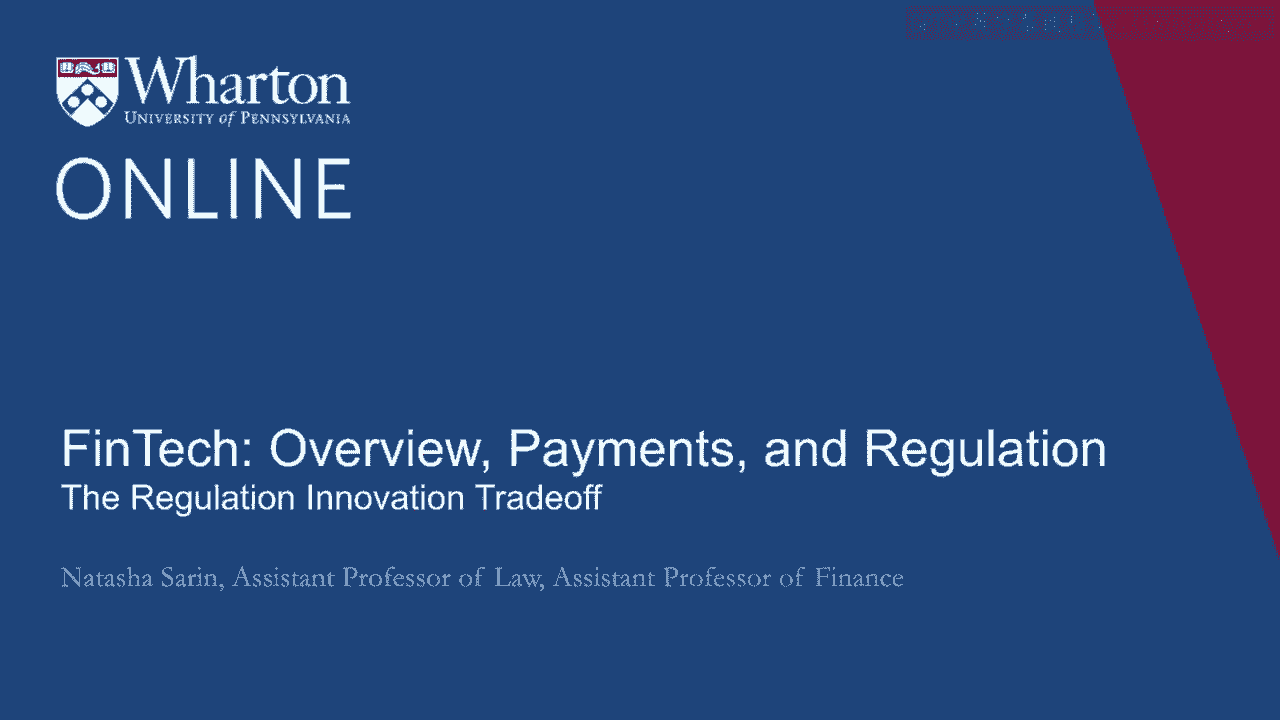 Wharton
UNIVERSITY of PENNSYLVANIA
ONLINE
FinTech: Overview, Payments, and Regulation
The Regulation Innovation Tradeoff
Natasha Sarin, Assistant Professor of Law, Assistant Professor of Finance